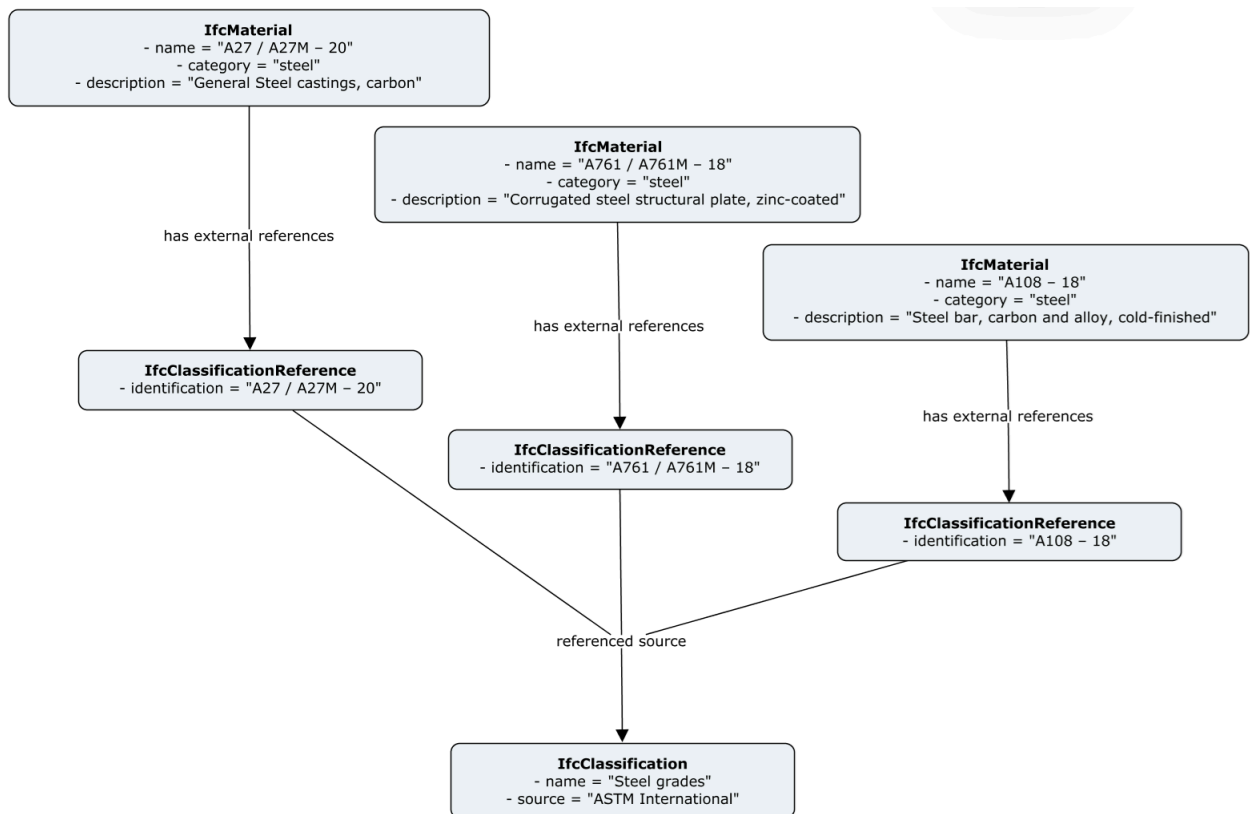 IfcMaterial
- name = "A27 / A27M – 20"
- category = "steel"
- description = "General Steel castings, carbon"
IfcMaterial
- name = "A761 / A761M – 18"
- category = "steel"
- description = "Corrugated steel structural plate, zinc-coated"
has external references
IfcMaterial
- name = "A108 – 18"
- category = "steel"
- description = "Steel bar, carbon and alloy, cold-finished"
has external references
IfcClassificationReference
- identification = "A27 / A27M – 20"
has external references
IfcClassificationReference
- identification = "A761 / A761M – 18"
IfcClassificationReference
- identification = "A108 – 18"
referenced source
IfcClassification
- name = "Steel grades"
- source = "ASTM International"